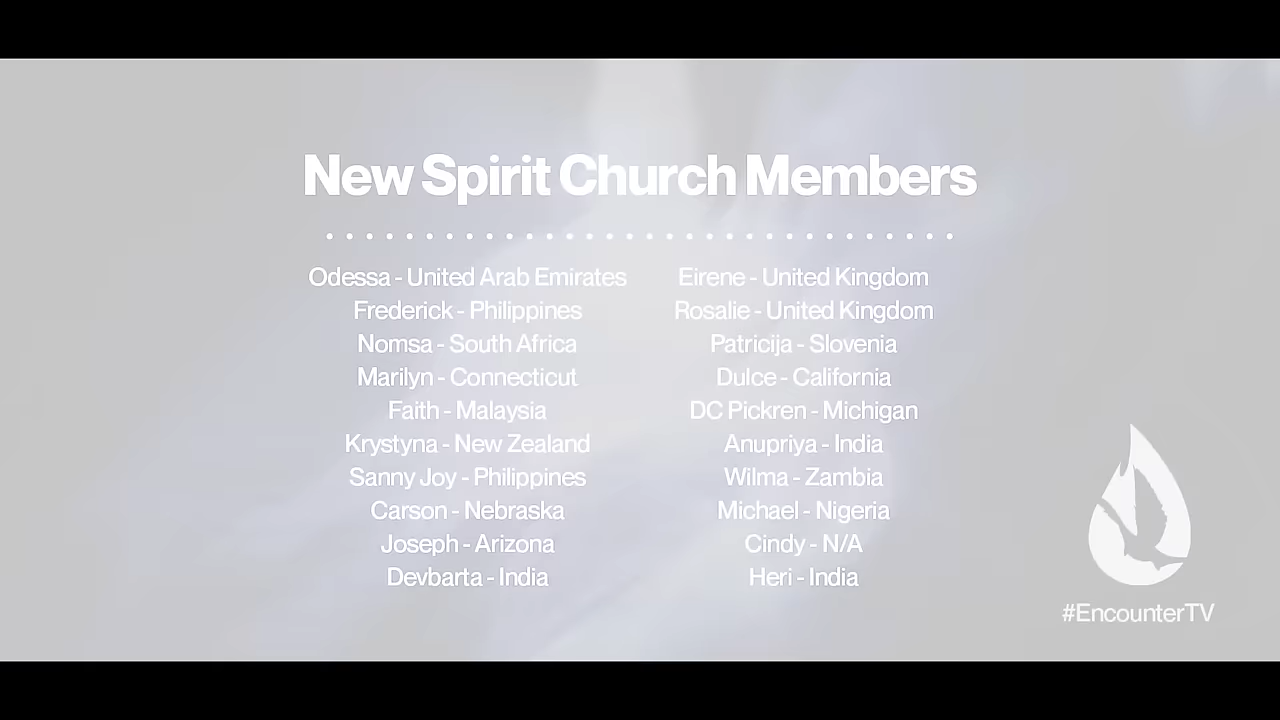 New Spirit Church Members
Odessa - United Arab Emirates
Frederick - Philippines
Nomsa - South Africa
Marilyn - Connecticut
Faith - Malaysia
Krystyna - New Zealand
Sanny Joy - Philippines
Carson - Nebraska
Joseph - Arizona
Devbarta - India
Eirene - United Kingdom
Rosalie - United Kingdom
Patricija - Slovenia
Dulce - California
DC Pickren - Michigan
Anupriya - India
Wilma - Zambia
Michael - Nigeria
Cindy - N/A
Heri - India
#EncounterTV